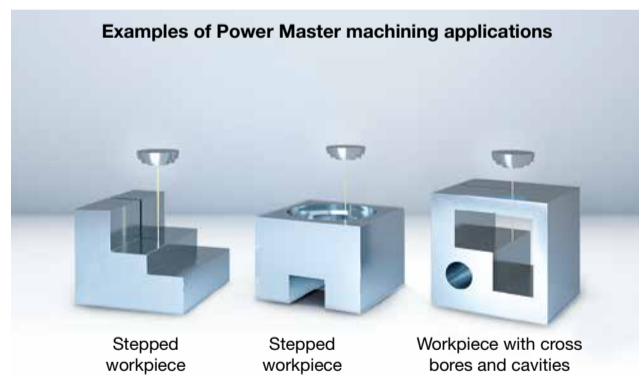 Examples of Power Master machining applications
Stepped
workpiece
Stepped
workpiece
Workpiece with cross
bores and cavities